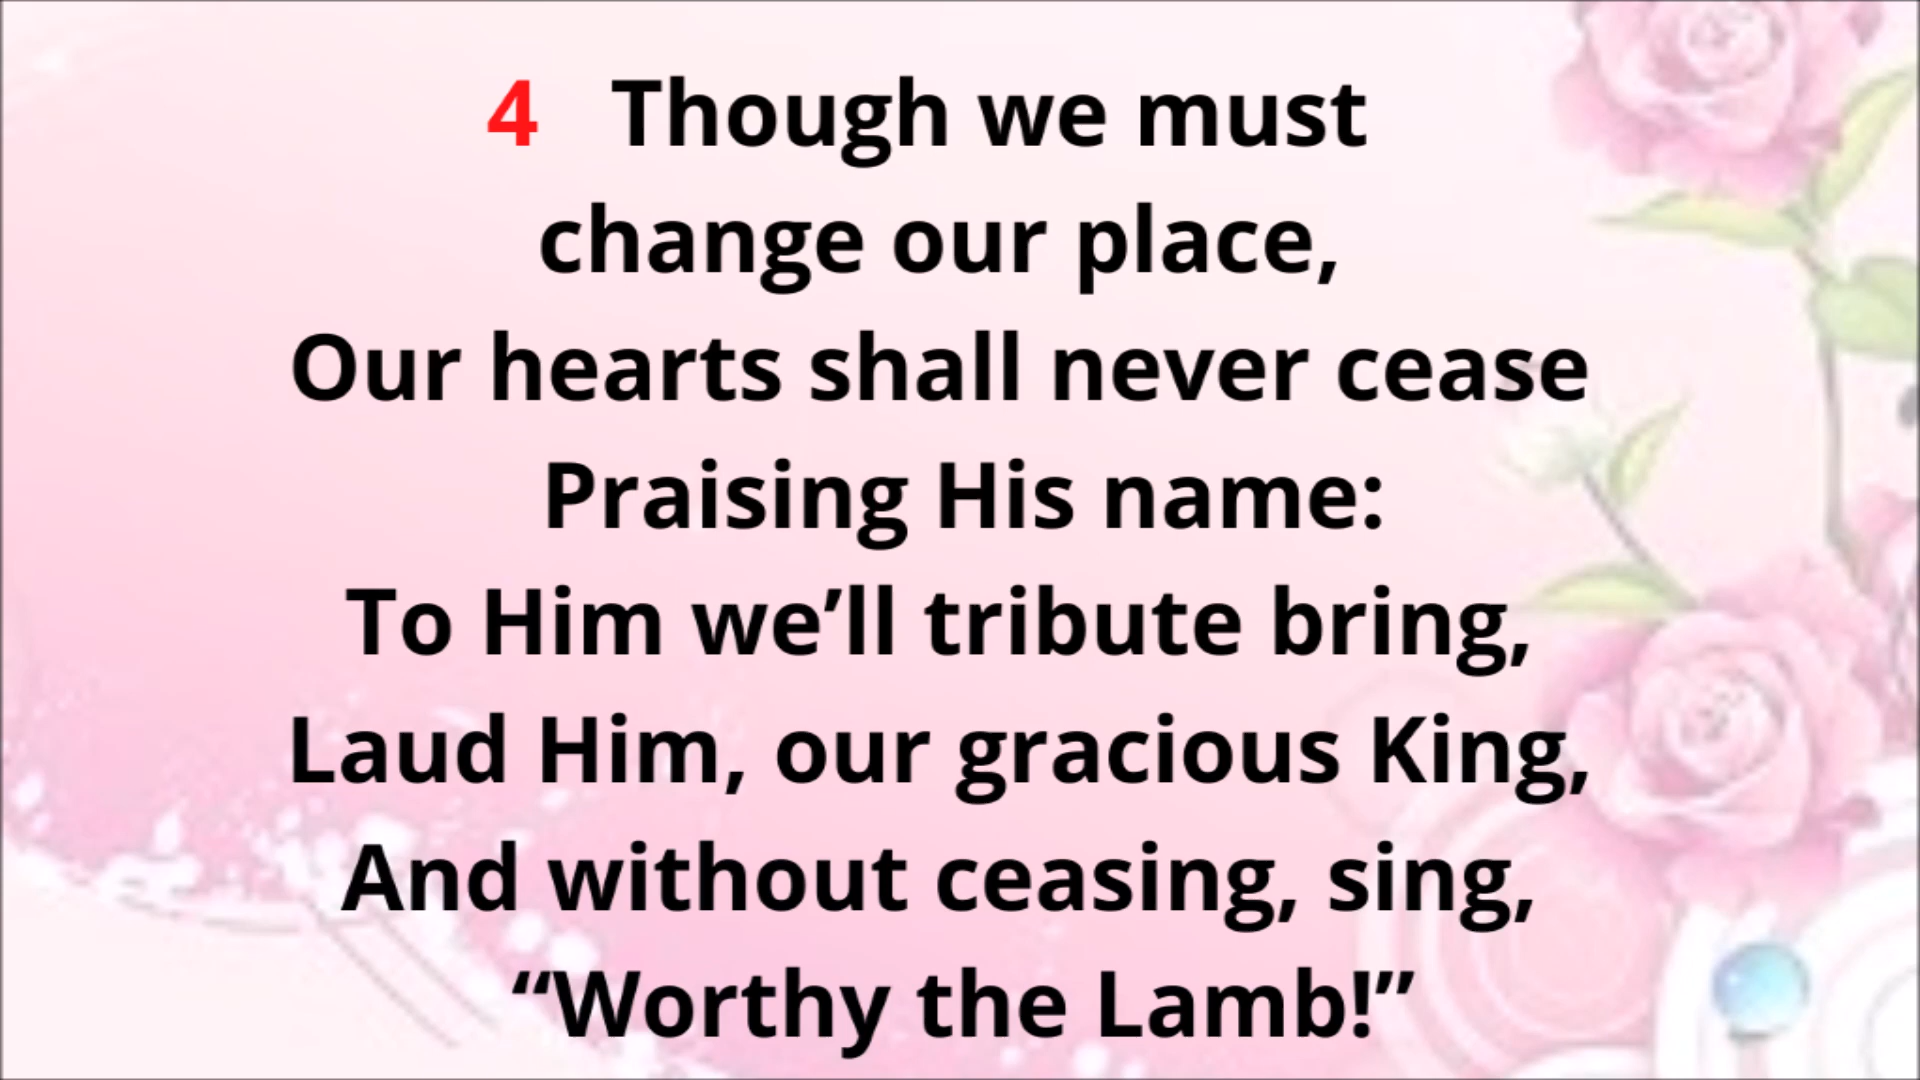 4 Though we must
change our place,
Our hearts shall never cease
Praising His name:
To Him we’ll tribute bring,
Laud Him, our gracious King,
And without ceasing, sing,
“Worthy the Lamb!”